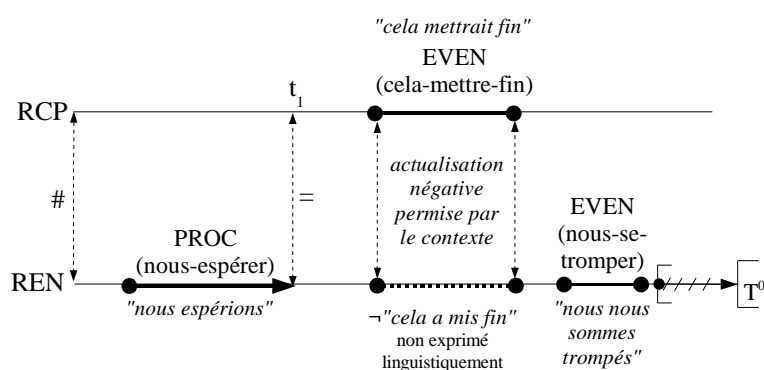 "cela mettrait fin"
EVEN
(cela-mettre-fin)
t1
RCP
actualisation
négative
permise par
le contexte
#
=
PROC
(nous-espérer)
EVEN
(nous-se-
tromper)
REN
T0
"nous espérions"
¬"cela a mis fin"
non exprimé
linguistiquement
"nous nous
sommes
trompés"